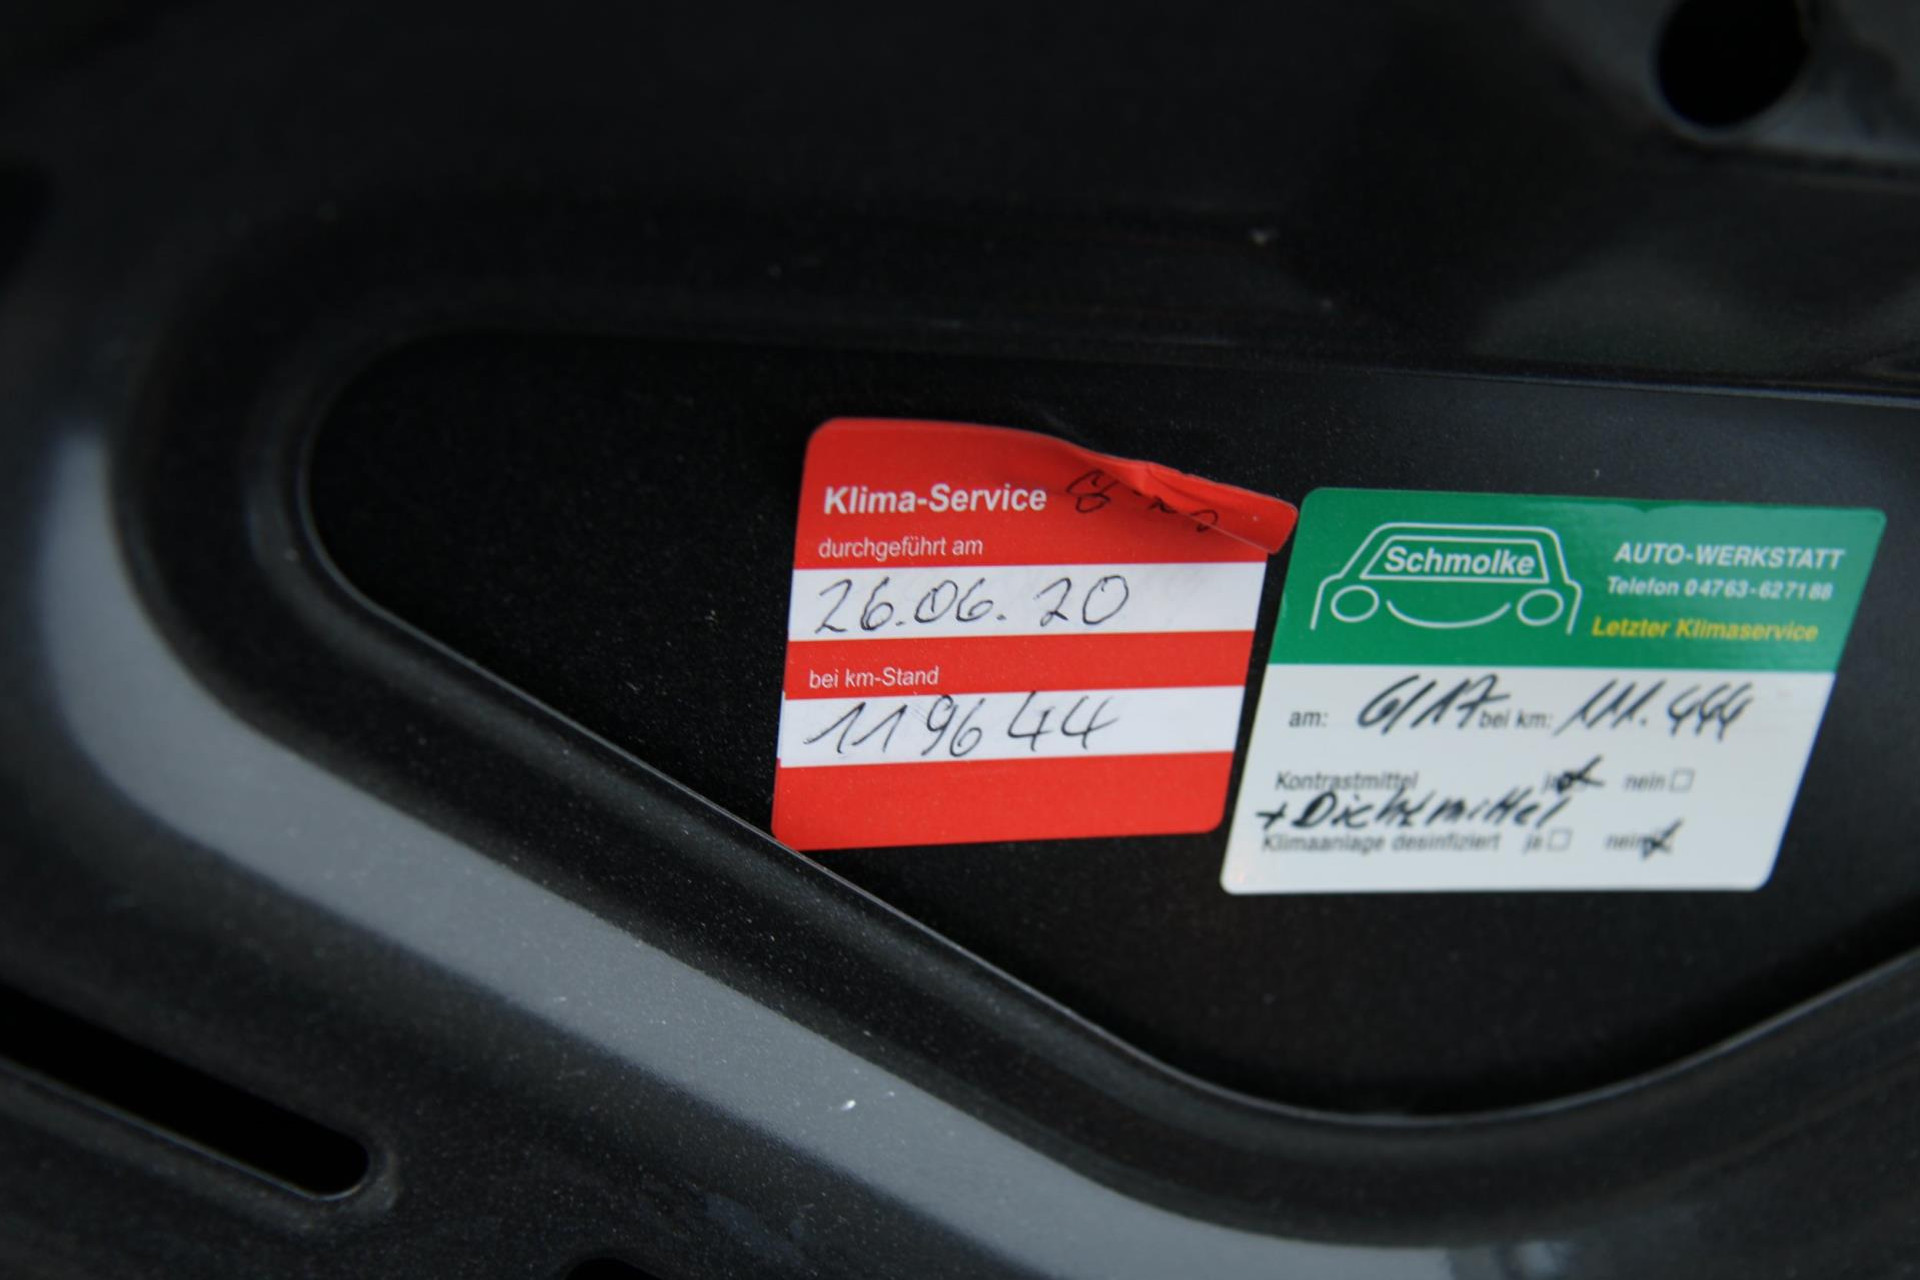 Klima-Service
durchgeführt am
26.06.20
bei km-Stand
119644
Schmolke
AUTO-WERKSTATT
Telefon 04763-627188
Letzter Klimaservice
am: 6/17 bei km: 111.444
Kontrastmittel ja nein
+ Dichtmittel
Klimaanlage desinfiziert ja nein